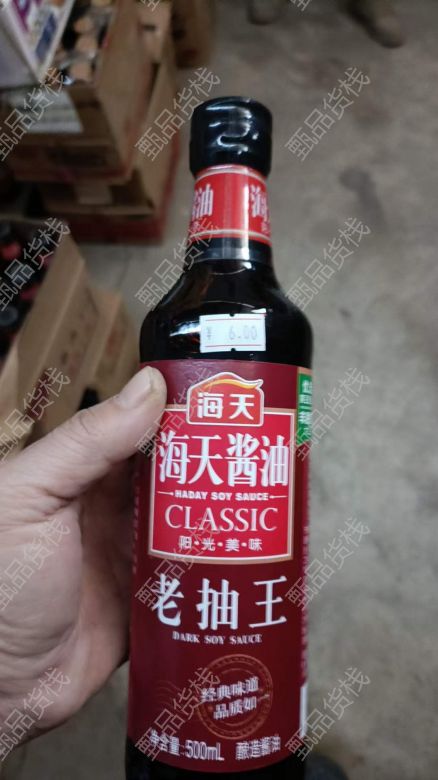 油 海
¥ 6.00
海天
海天酱油
HADAY SOY SAUCE
CLASSIC
阳·光·美·味
老抽王
DARK SOY SAUCE
经典味道
品质如一
净含量:500mL 酿造酱油
甄品货栈